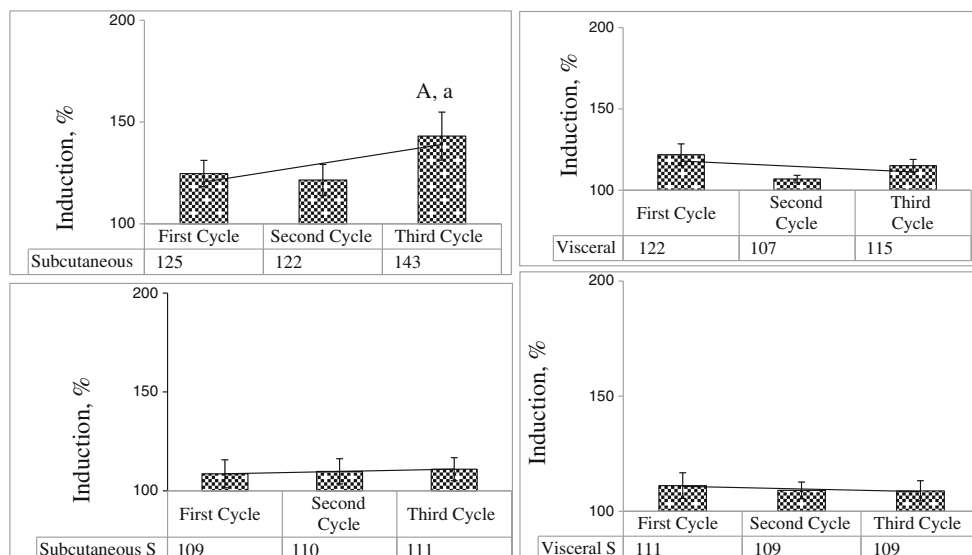 200
150
100
Induction, %
A, a
First Cycle Second Cycle Third Cycle
Subcutaneous 125 122 143
200
150
100
Induction, %
First Cycle Second Cycle Third Cycle
Visceral 122 107 115
200
150
100
Induction, %
First Cycle Second Cycle Third Cycle
Subcutaneous S 109 110 111
200
150
100
Induction, %
First Cycle Second Cycle Third Cycle
Visceral S 111 109 109